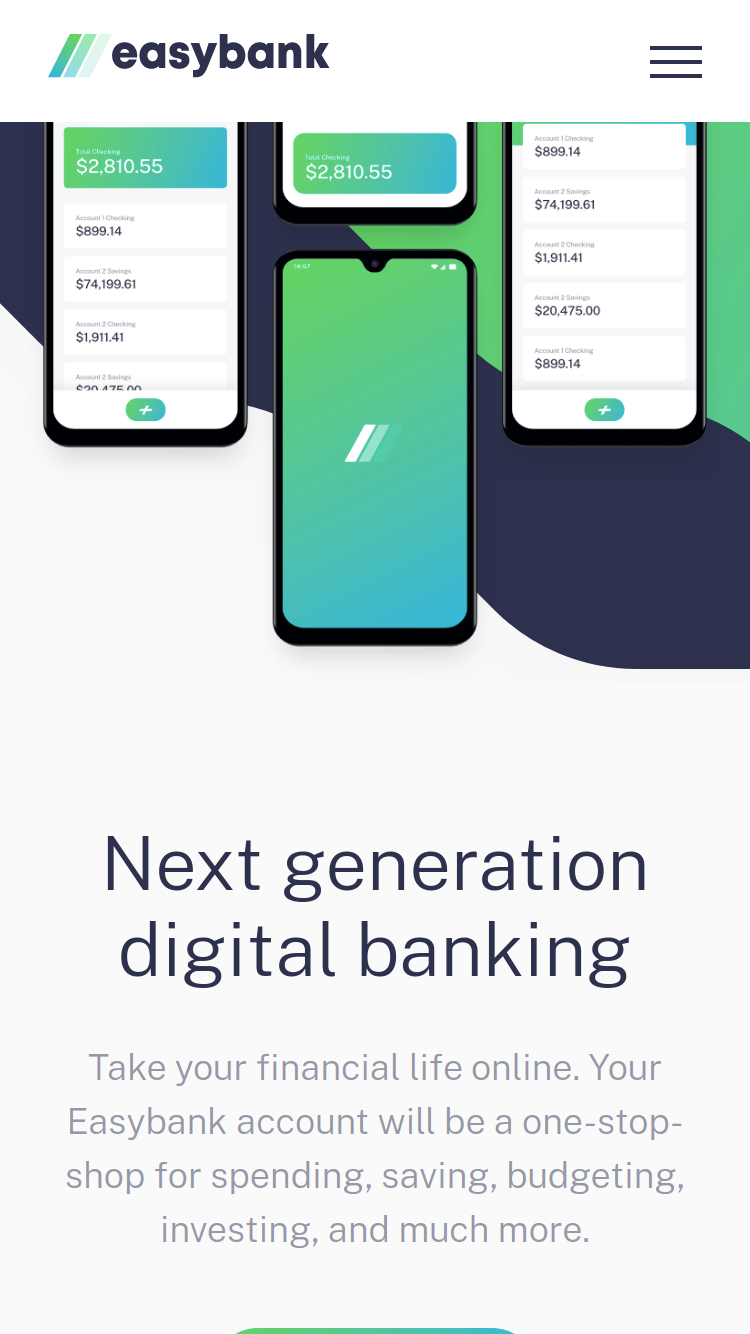 easybank
Total Checking
$2,810.55
Account 1 Checking
$899.14
Account 2 Savings
$74,199.61
Account 2 Checking
$1,911.41
Account 2 Savings
$20,475.00
Total Checking
$2,810.55
14:07
Account 1 Checking
$899.14
Account 2 Savings
$74,199.61
Account 2 Checking
$1,911.41
Account 2 Savings
$20,475.00
Account 1 Checking
$899.14
Next generation
digital banking
Take your financial life online. Your
Easybank account will be a one-stop-
shop for spending, saving, budgeting,
investing, and much more.